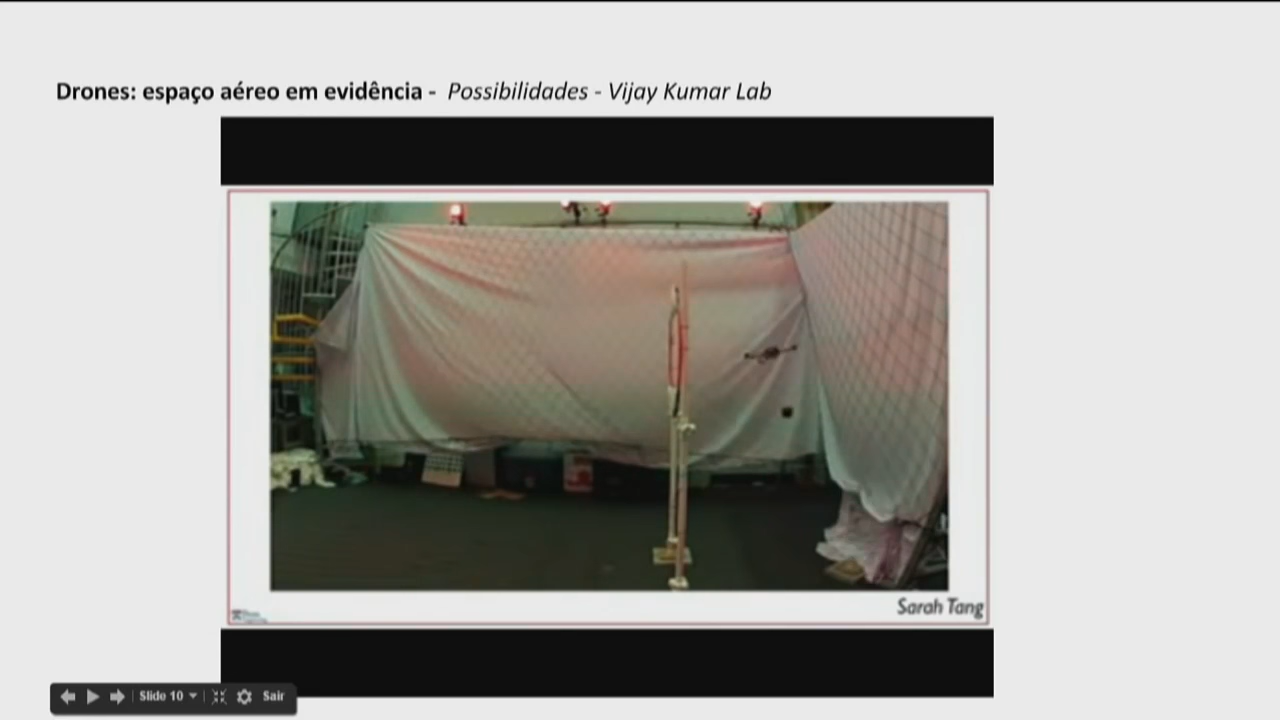 Drones: espaço aéreo em evidência - Possibilidades - Vijay Kumar Lab
Sarah Tang
Slide 10
Sair